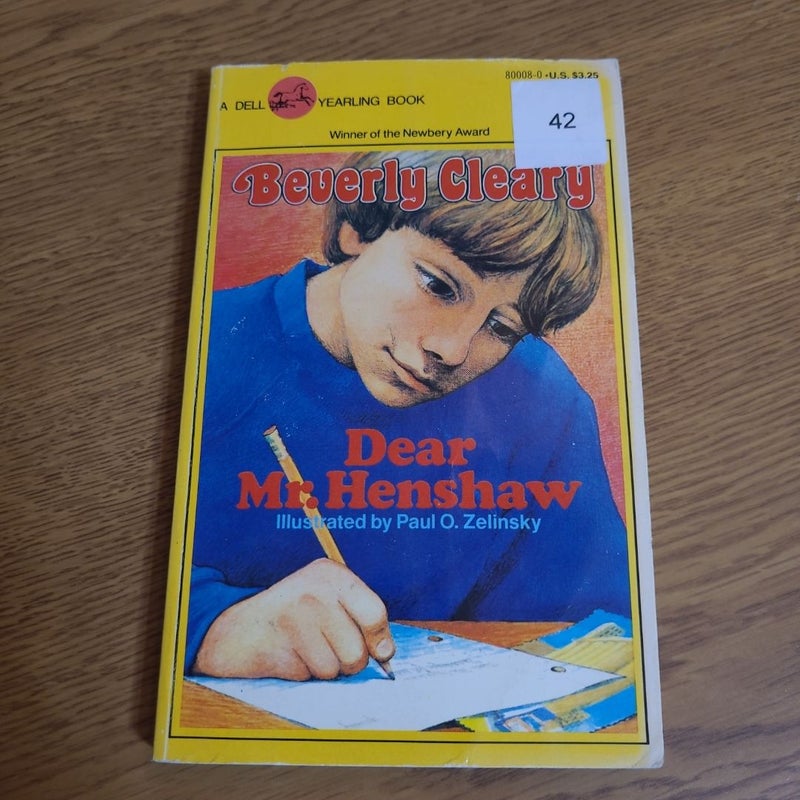 80008-0 • U.S. $3.25
A DELL YEARLING BOOK
42
Winner of the Newbery Award
Beverly Cleary
Dear
Mr. Henshaw
Illustrated by Paul O. Zelinsky